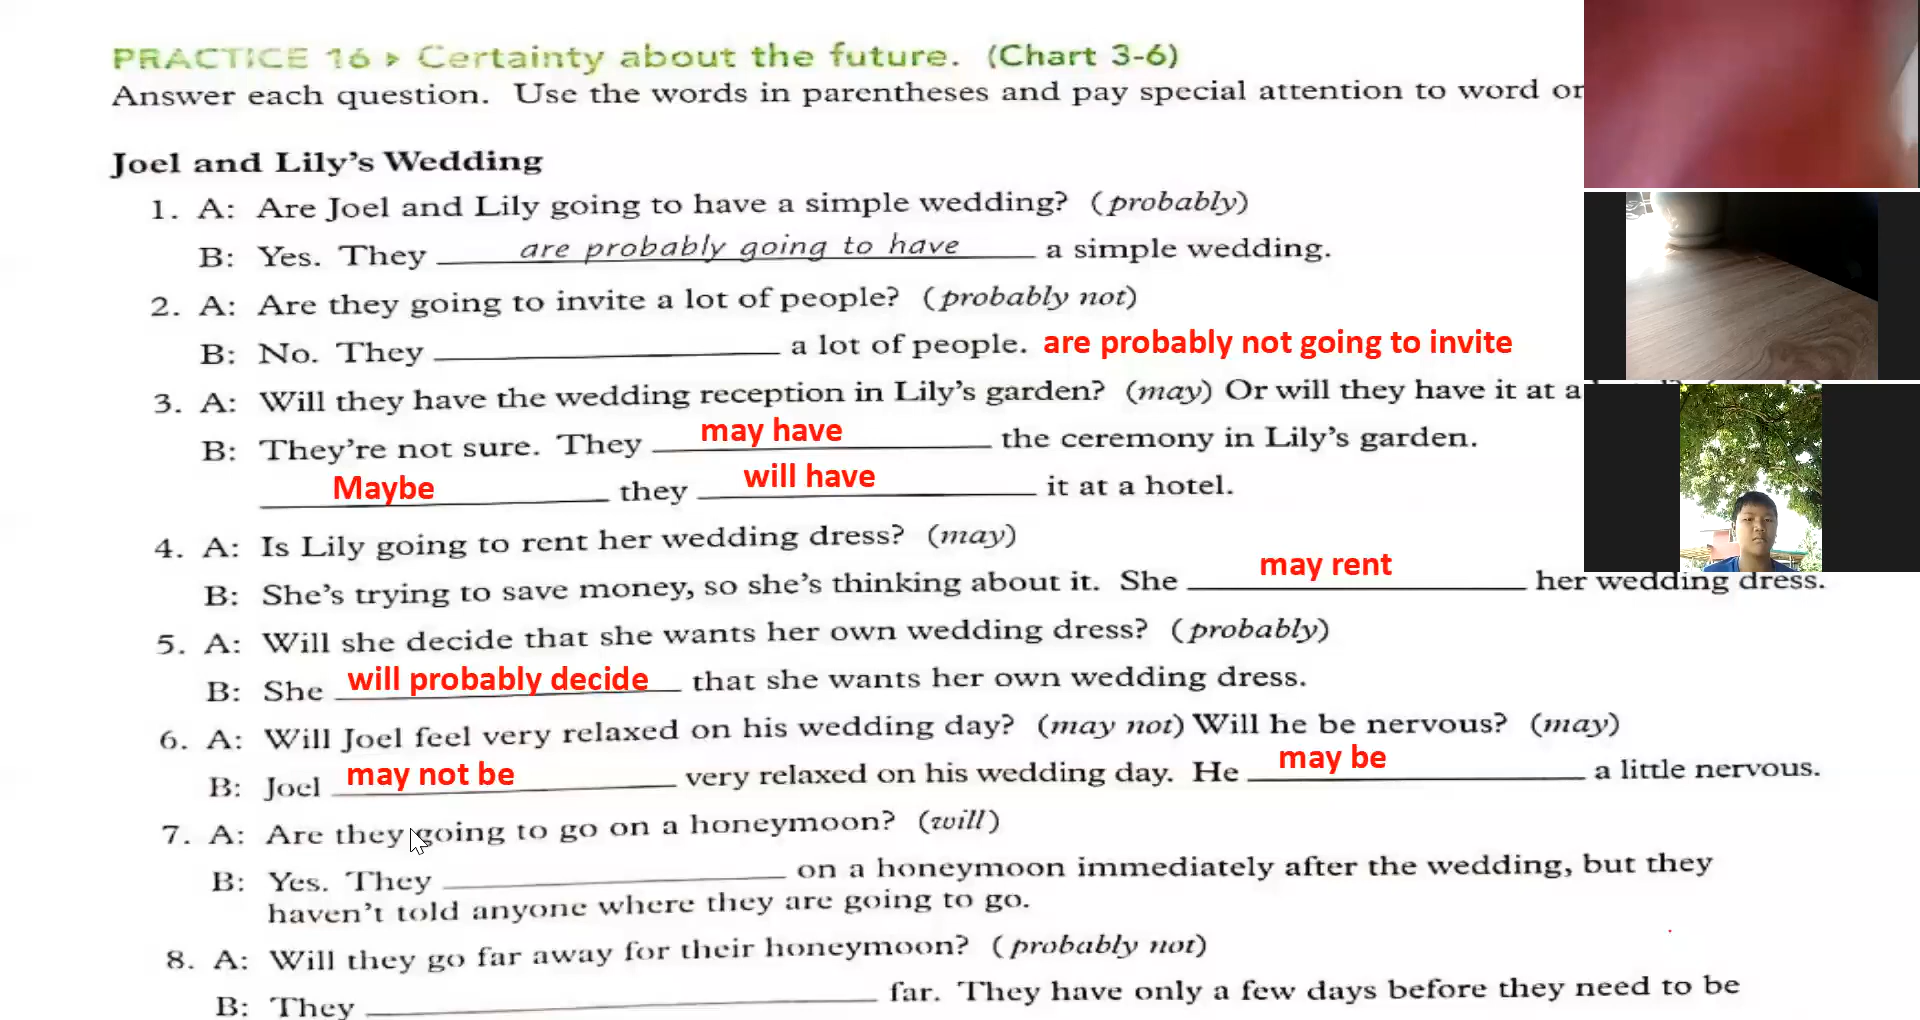 PRACTICE 16 ▸ Certainty about the future. (Chart 3-6)
Answer each question. Use the words in parentheses and pay special attention to word
Joel and Lily's Wedding
1. A: Are Joel and Lily going to have a simple wedding? (probably)
B: Yes. They are probably going to have a simple wedding.
2. A: Are they going to invite a lot of people? (probably not)
B: No. They ____ a lot of people. are probably not going to invite
3. A: Will they have the wedding reception in Lily's garden? (may) Or will they have it at a
B: They're not sure. They may have the ceremony in Lily's garden.
Maybe they will have it at a hotel.
4. A: Is Lily going to rent her wedding dress? (may)
B: She's trying to save money, so she's thinking about it. She may rent her wedding dress.
5. A: Will she decide that she wants her own wedding dress? (probably)
B: She will probably decide that she wants her own wedding dress.
6. A: Will Joel feel very relaxed on his wedding day? (may not) Will he be nervous? (may)
B: Joel may not be very relaxed on his wedding day. He may be a little nervous.
7. A: Are they going to go on a honeymoon? (will)
B: Yes. They ____ on a honeymoon immediately after the wedding, but they
haven't told anyone where they are going to go.
8. A: Will they go far away for their honeymoon? (probably not)
B: They ____ far. They have only a few days before they need to be